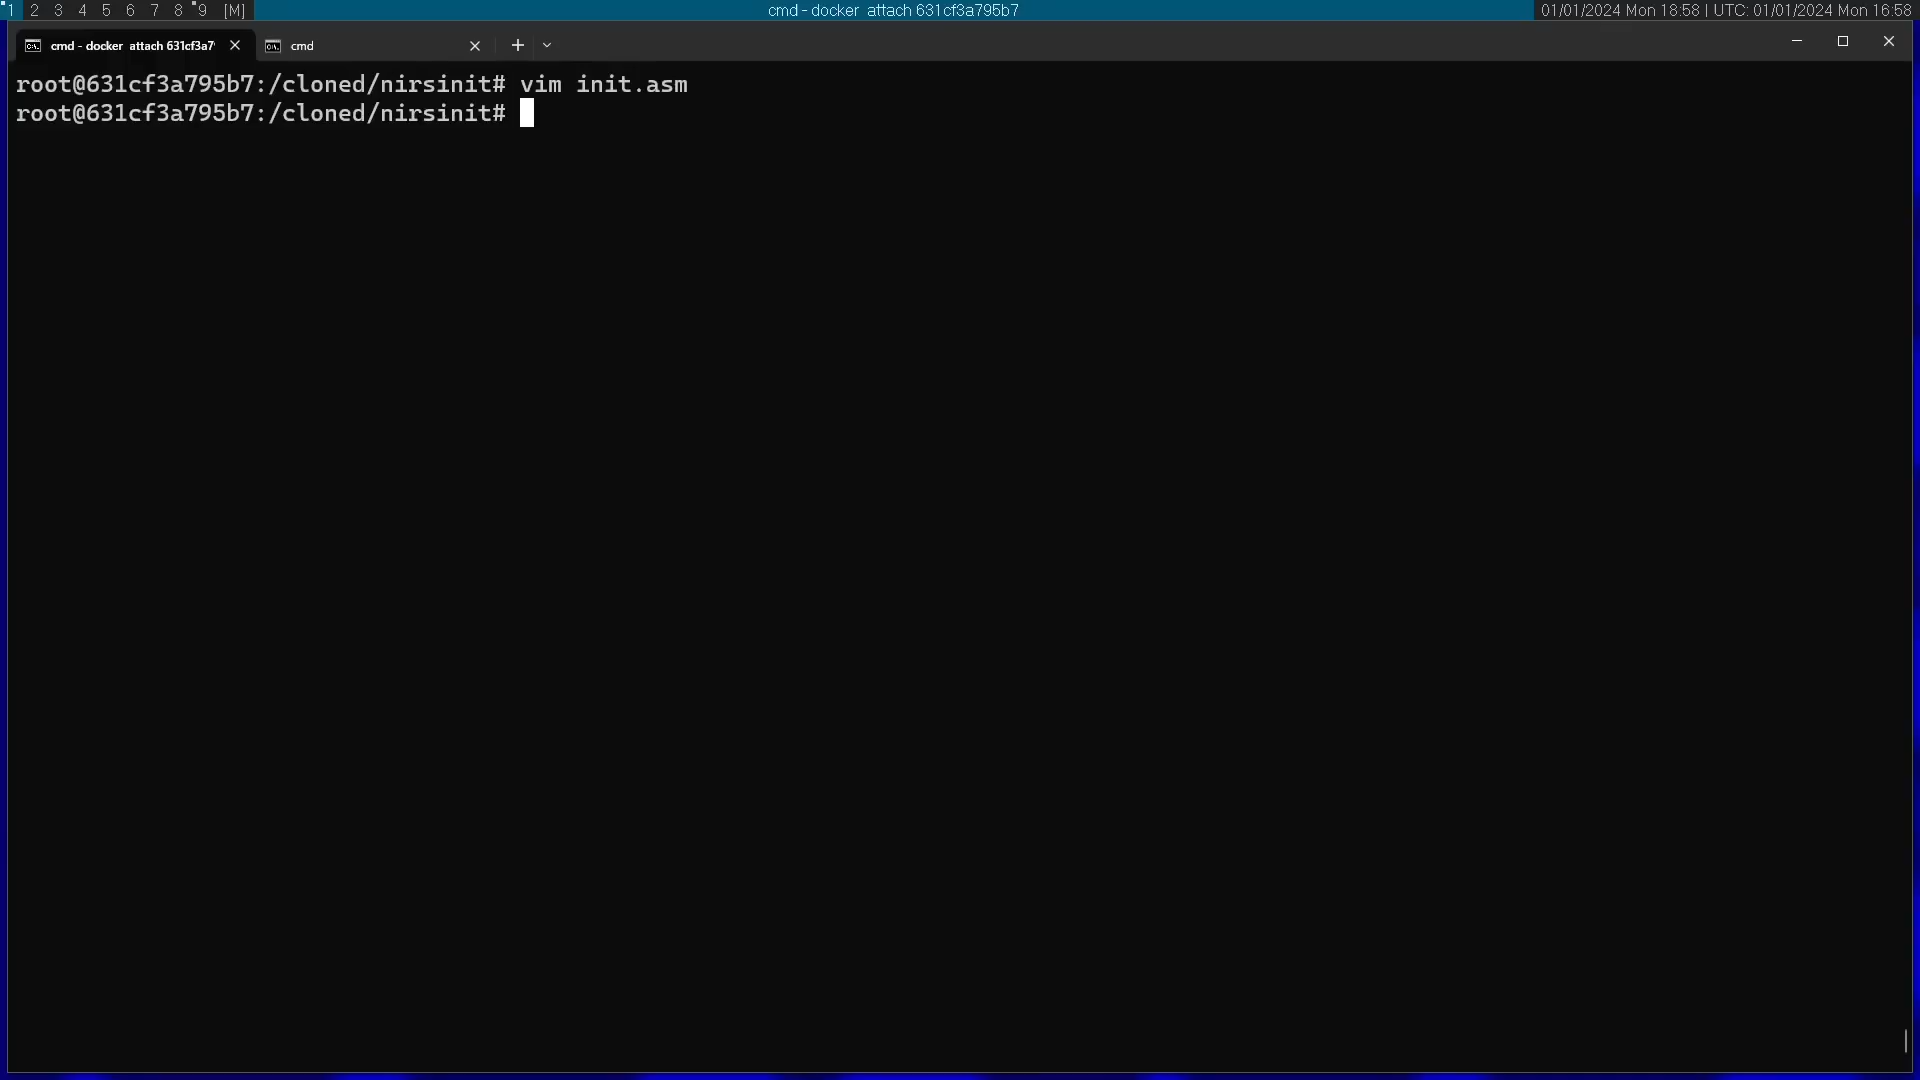 1 2 3 4 5 6 7 8 9 [M] cmd - docker  attach 631cf3a795b7 01/01/2024 Mon 18:58 | UTC: 01/01/2024 Mon 16:58
cmd - docker  attach 631cf3a7 cmd
root@631cf3a795b7:/cloned/nirsinit# vim init.asm
root@631cf3a795b7:/cloned/nirsinit#